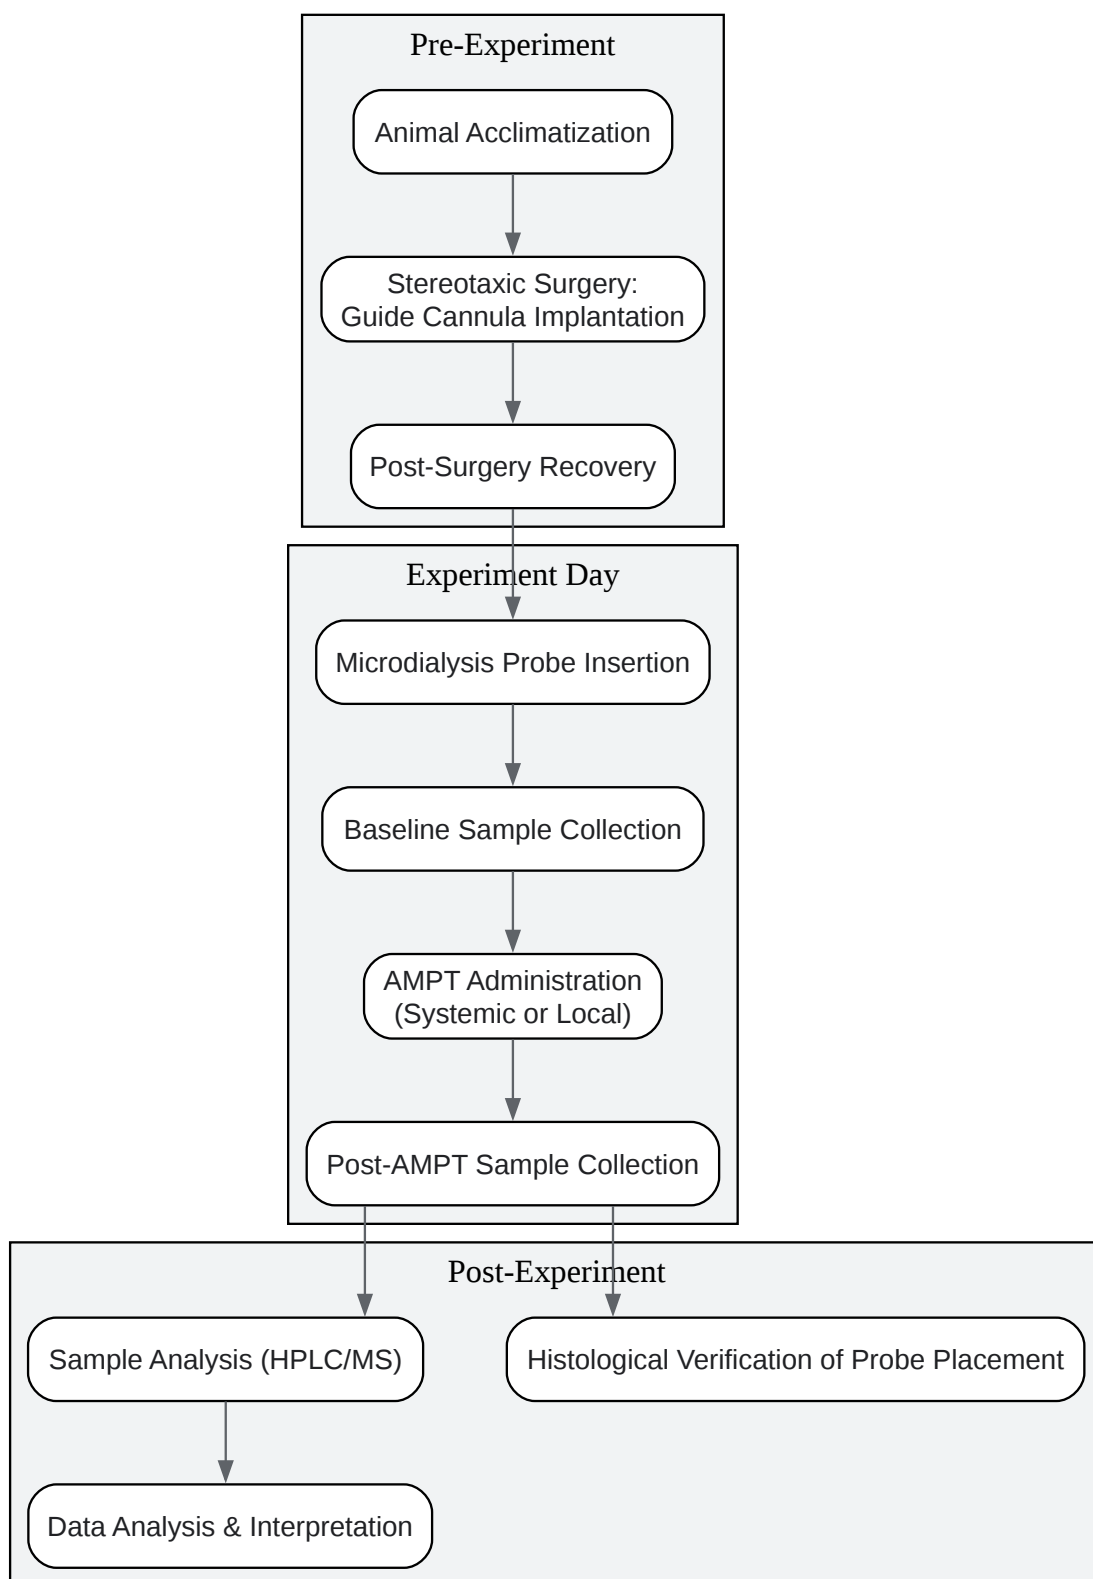 Pre-Experiment
Animal Acclimatization
Stereotaxic Surgery:
Guide Cannula Implantation
Post-Surgery Recovery
Experiment Day
Microdialysis Probe Insertion
Baseline Sample Collection
AMPT Administration
(Systemic or Local)
Post-AMPT Sample Collection
Post-Experiment
Sample Analysis (HPLC/MS)
Histological Verification of Probe Placement
Data Analysis & Interpretation